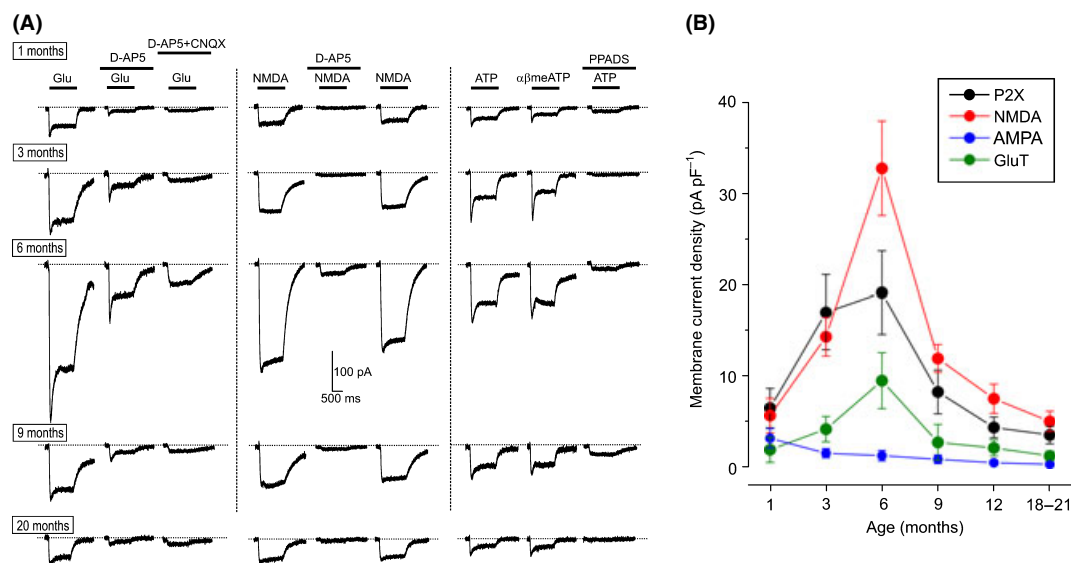 (A)
1 months
D-AP5+CNQX
D-AP5
Glu Glu Glu
D-AP5
NMDA NMDA NMDA
PPADS
ATP αβmeATP ATP
3 months
6 months
100 pA
500 ms
9 months
20 months
(B)
P2X
NMDA
AMPA
GluT
Membrane current density (pA pF⁻¹)
40
30
20
10
0
1 3 6 9 12 18–21
Age (months)